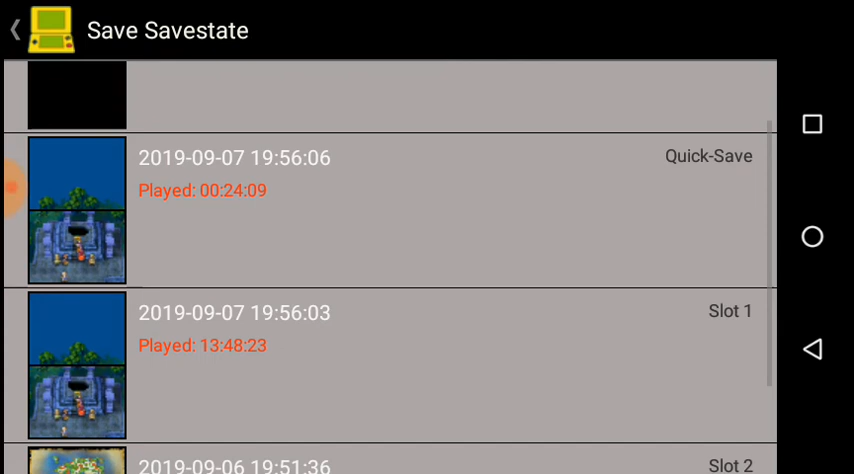 Save Savestate
2019-09-07 19:56:06
Quick-Save
Played: 00:24:09
2019-09-07 19:56:03
Slot 1
Played: 13:48:23
2019-09-06 19:51:36
Slot 2